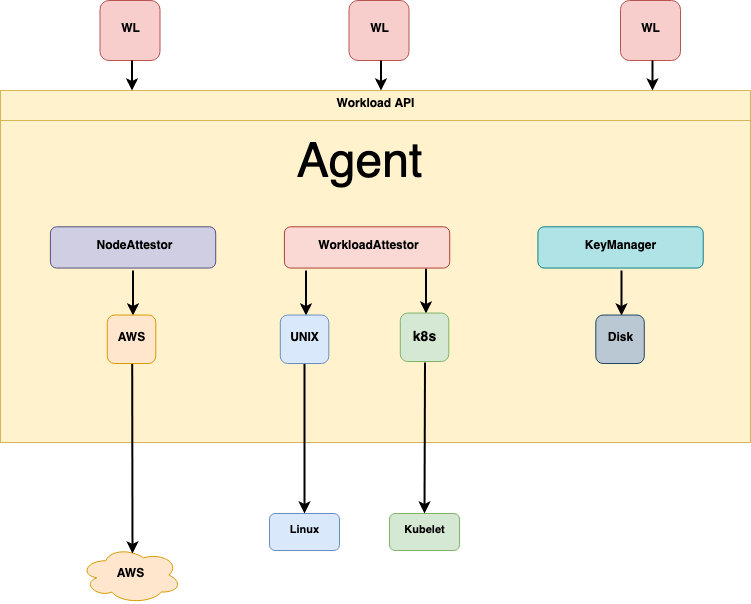 WL
WL
WL
Workload API
Agent
NodeAttestor
WorkloadAttestor
KeyManager
AWS
UNIX
k8s
Disk
Linux
Kubelet
AWS